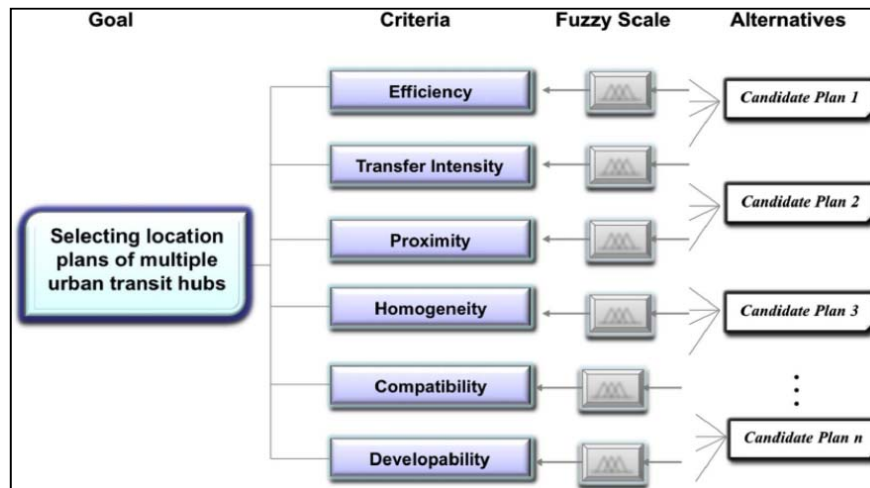 Goal Criteria Fuzzy Scale Alternatives
Efficiency
Candidate Plan 1
Transfer Intensity
Candidate Plan 2
Selecting location
plans of multiple
urban transit hubs
Proximity
Homogeneity
Candidate Plan 3
Compatibility
Candidate Plan n
Developability